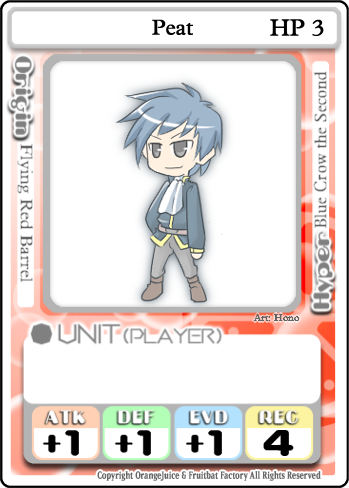 Peat HP 3
Origin Flying Red Barrel
Hyper Blue Crow the Second
Art: Hono
UNIT(PLAYER)
ATK DEF EVD REC
+1 +1 +1 4
Copyright Orangejuice & Fruitbat Factory All Rights Reserved